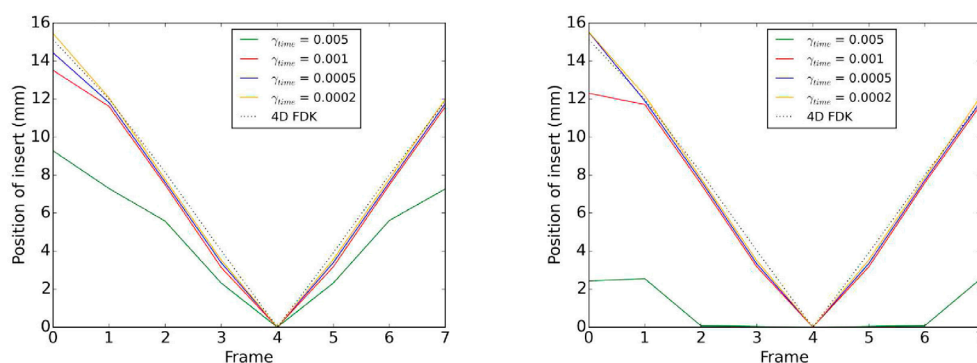 16
14
12
10
8
6
4
2
0
Position of insert (mm)
γtime = 0.005
γtime = 0.001
γtime = 0.0005
γtime = 0.0002
4D FDK
0 1 2 3 4 5 6 7
Frame
16
14
12
10
8
6
4
2
0
Position of insert (mm)
γtime = 0.005
γtime = 0.001
γtime = 0.0005
γtime = 0.0002
4D FDK
0 1 2 3 4 5 6
Frame